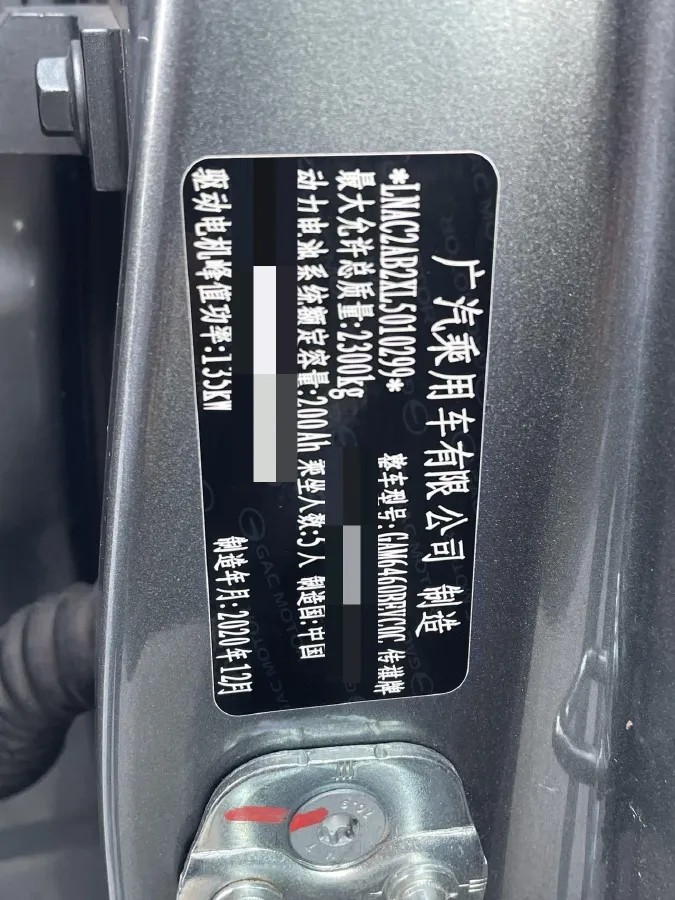 广汽乘用车有限公司 制造
*LNAC2AB2XL5010299* 整车型号:GAM6460BEVC0C 传祺牌
最大允许总质量:2300kg
动力电池系统额定容量:200Ah 乘坐人数:5人 制造国:中国
驱动电机峰值功率:135KW 制造年月:2020年12月
GAC MOTOR